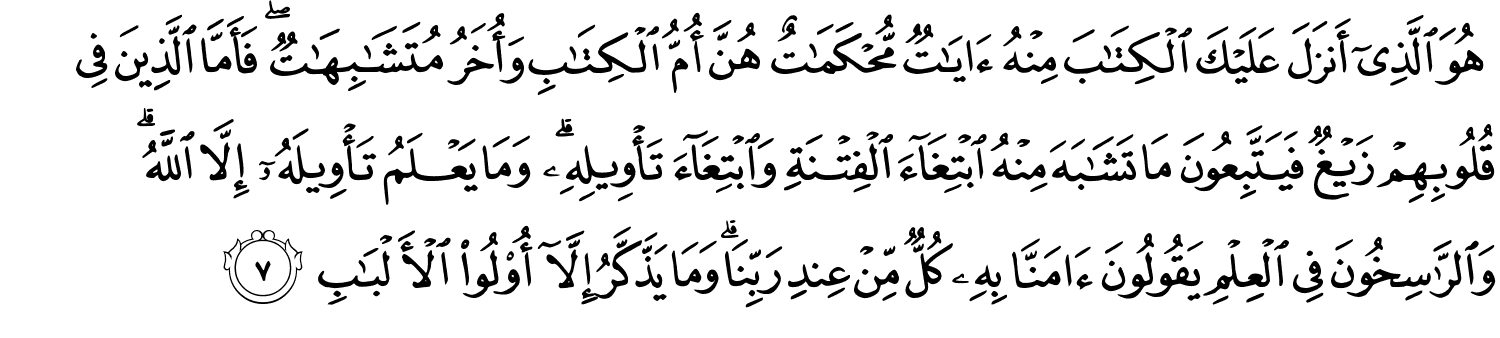 هُوَ ٱلَّذِىٓ أَنزَلَ عَلَيْكَ ٱلْكِتَـٰبَ مِنْهُ ءَايَـٰتٌ مُّحْكَمَـٰتٌ هُنَّ أُمُّ ٱلْكِتَـٰبِ وَأُخَرُ مُتَشَـٰبِهَـٰتٌ ۖ فَأَمَّا ٱلَّذِينَ فِى
قُلُوبِهِمْ زَيْغٌ فَيَتَّبِعُونَ مَا تَشَـٰبَهَ مِنْهُ ٱبْتِغَآءَ ٱلْفِتْنَةِ وَٱبْتِغَآءَ تَأْوِيلِهِۦ ۗ وَمَا يَعْلَمُ تَأْوِيلَهُۥٓ إِلَّا ٱللَّهُ ۗ
وَٱلرَّٰسِخُونَ فِى ٱلْعِلْمِ يَقُولُونَ ءَامَنَّا بِهِۦ كُلٌّ مِّنْ عِندِ رَبِّنَا ۗ وَمَا يَذَّكَّرُ إِلَّآ أُو۟لُوا۟ ٱلْأَلْبَـٰبِ ٧